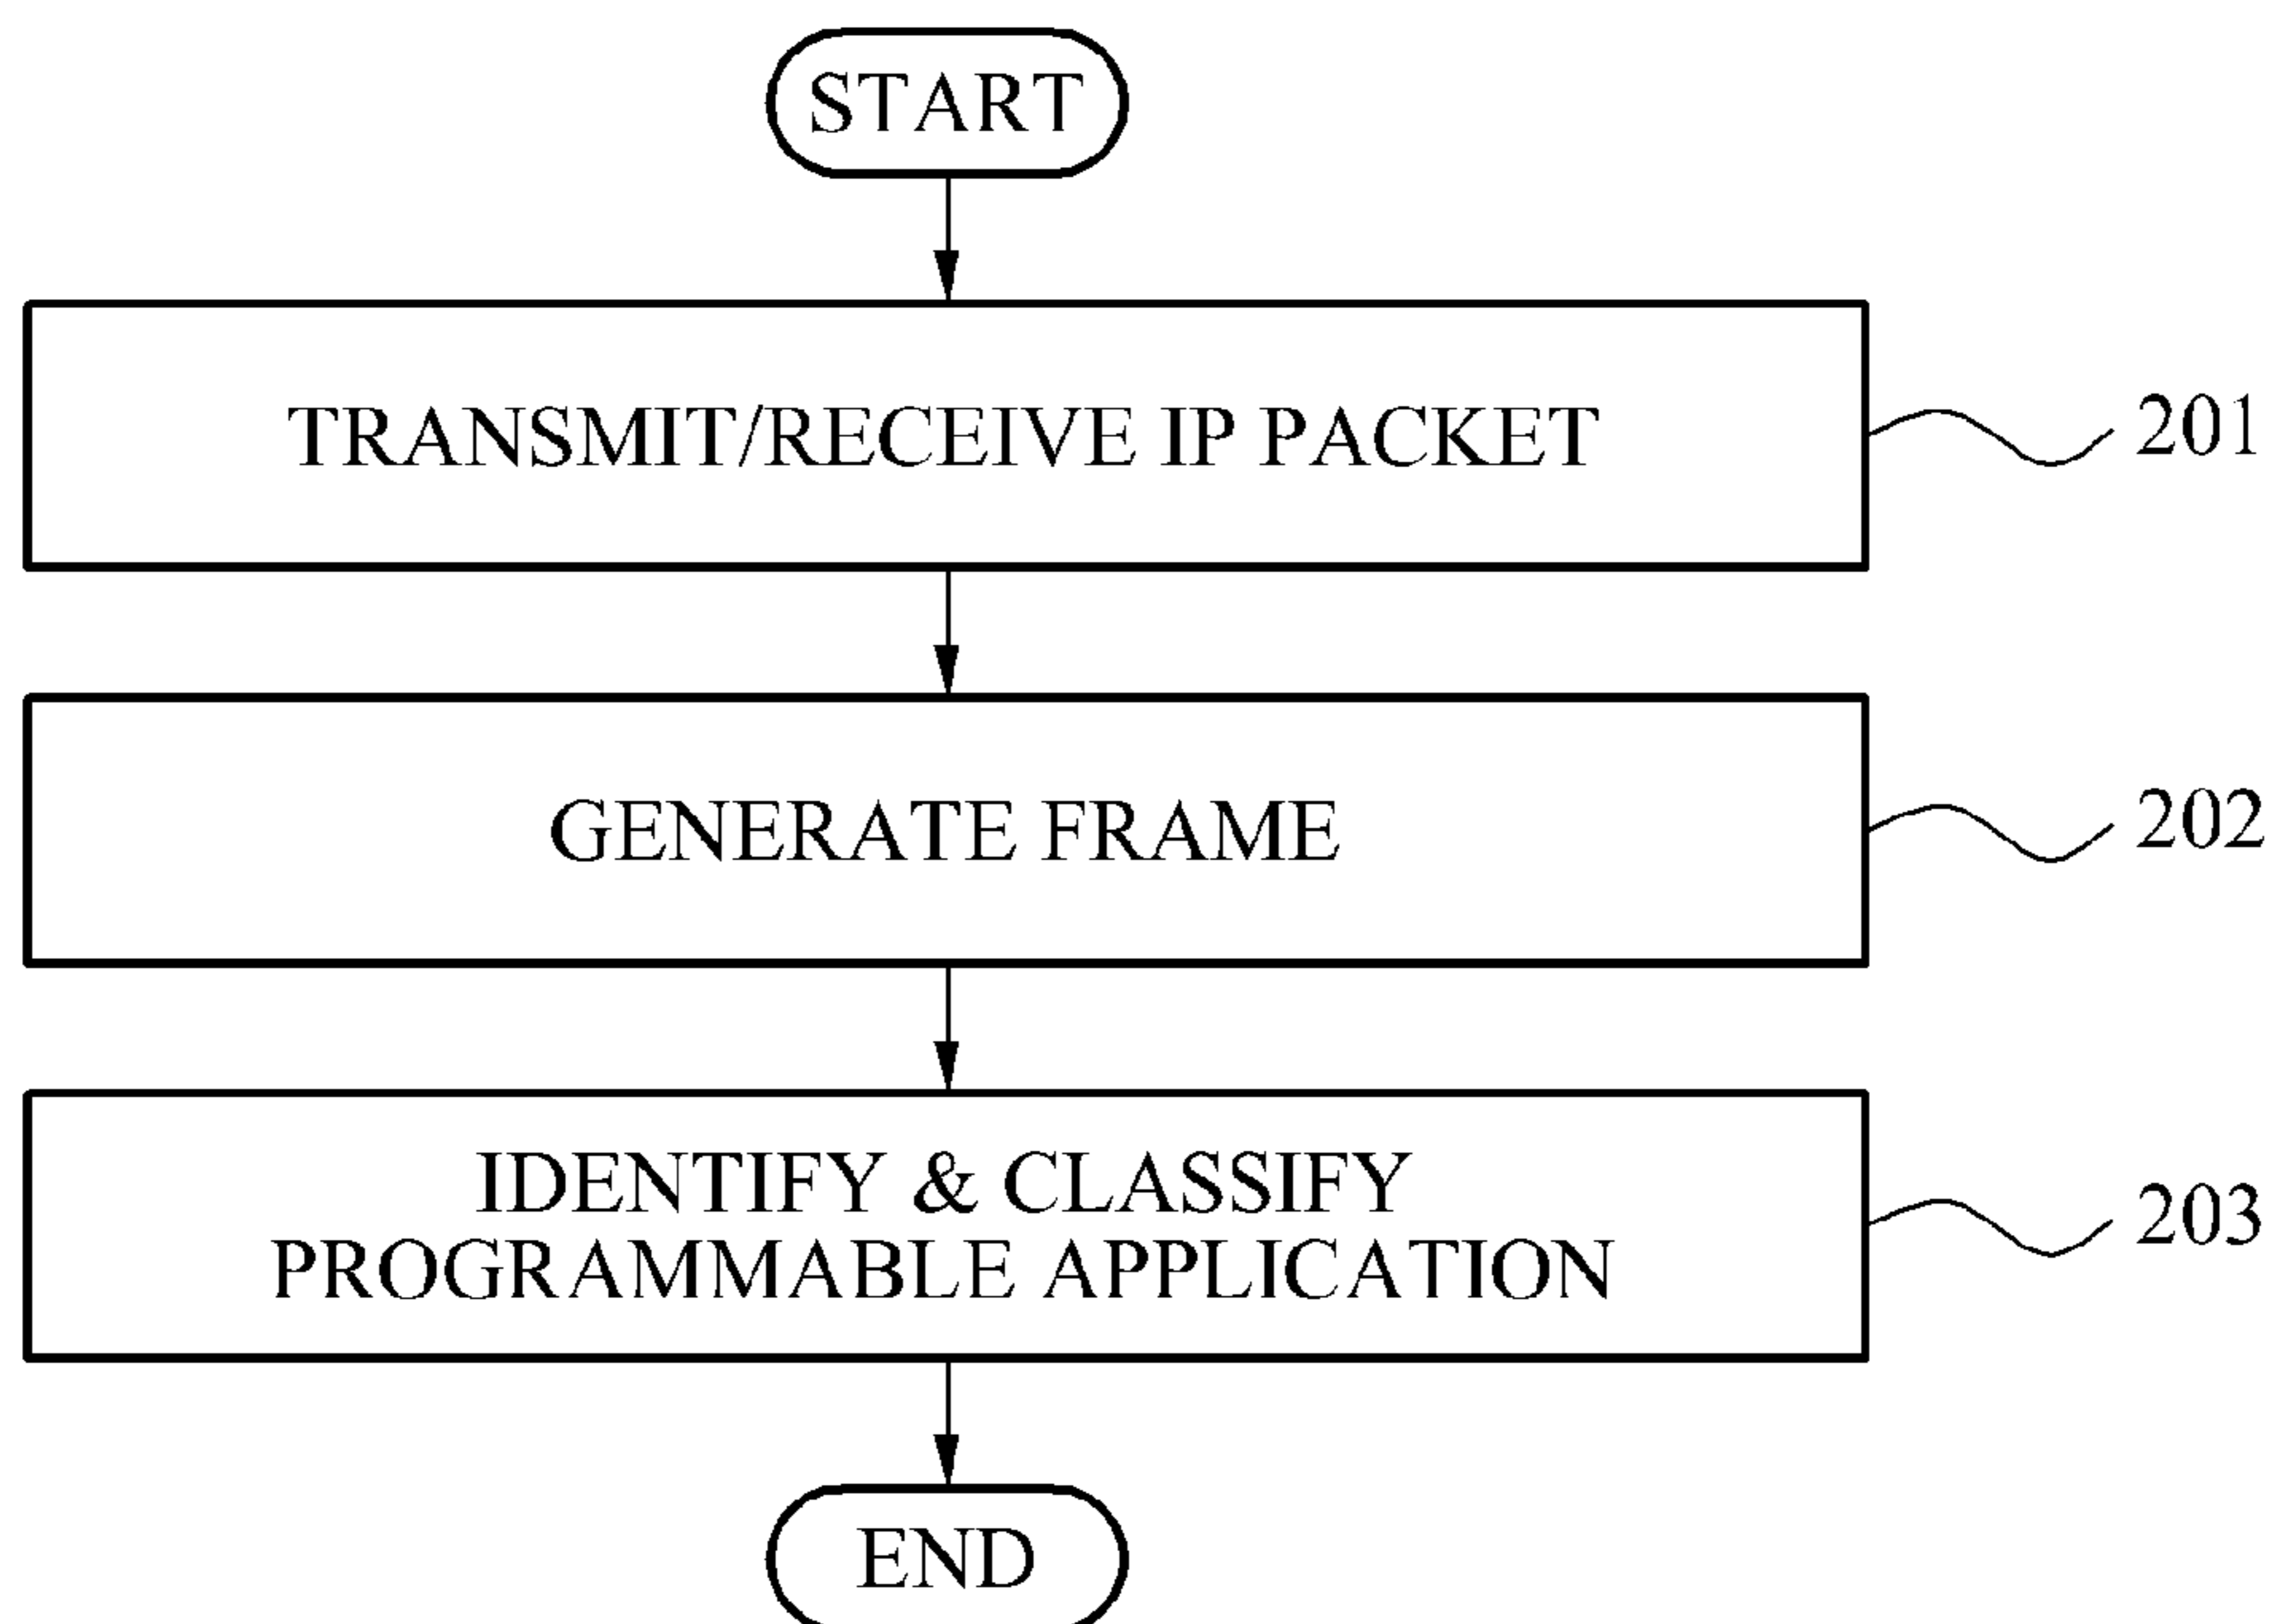 START
TRANSMIT/RECEIVE IP PACKET
201
GENERATE FRAME
202
IDENTIFY & CLASSIFY
PROGRAMMABLE APPLICATION
203
END